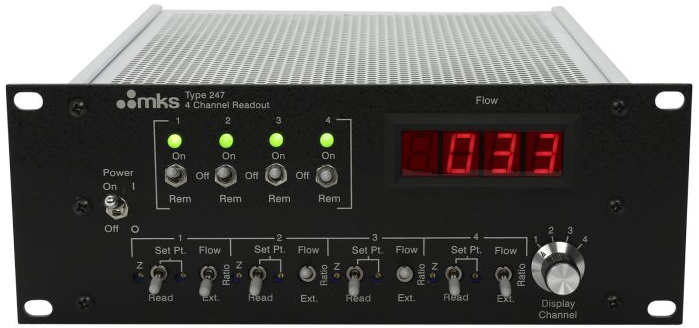 mks Type 247
4 Channel Readout
Flow
1 2 3 4
On On On On
Off Off Off
Rem Rem Rem Rem
033
Power
On I
Off O
1 2 3 4
Set Pt. Flow Set Pt. Flow Set Pt. Flow Set Pt. Flow
Z Ratio Z Ratio Z Ratio Z Ratio
Read Ext. Read Ext. Read Ext. Read Ext.
1 2 3 4
Display
Channel